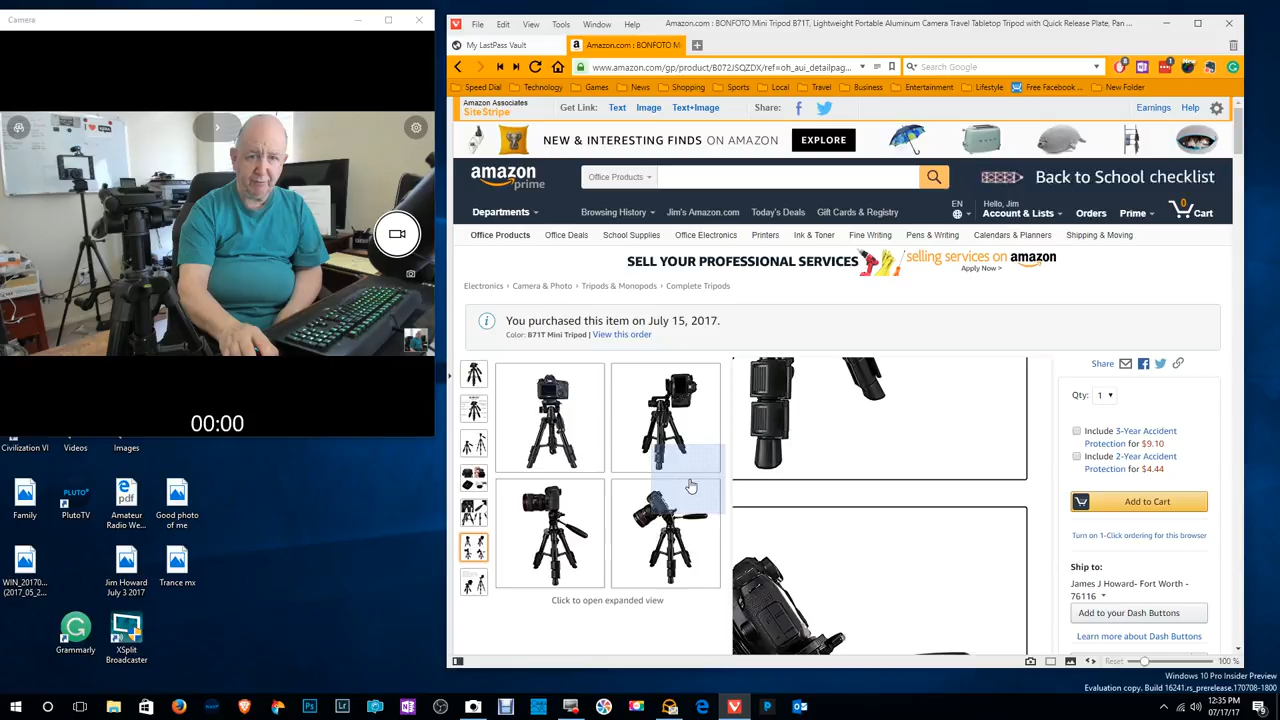 Camera
File Edit View Tools Window Help Amazon.com : BONFOTO Mini Tripod B71T, Lightweight Portable Aluminum Camera Travel Tabletop Tripod with Quick Release Plate, Pan ...
My LastPass Vault Amazon.com : BONFOTO M
www.amazon.com/gp/product/B072JSQZDX/ref=oh_aui_detailpag... Search Google
Speed Dial Technology Games News Shopping Sports Local Travel Business Entertainment Lifestyle Free Facebook ... New Folder
Amazon Associates
SiteStripe
Get Link: Text Image Text+Image Share: Earnings Help
NEW & INTERESTING FINDS ON AMAZON EXPLORE
amazon
prime
Office Products
Back to School checklist
Departments Browsing History Jim's Amazon.com Today's Deals Gift Cards & Registry
EN
Hello, Jim
Account & Lists Orders Prime
0
Cart
Office Products Office Deals School Supplies Office Electronics Printers Ink & Toner Fine Writing Pens & Writing Calendars & Planners Shipping & Moving
SELL YOUR PROFESSIONAL SERVICES selling services on amazon
Apply Now >
Electronics › Camera & Photo › Tripods & Monopods › Complete Tripods
You purchased this item on July 15, 2017.
Color: B71T Mini Tripod | View this order
Share
Qty: 1
Include 3-Year Accident
Protection for $9.10
Include 2-Year Accident
Protection for $4.44
Add to Cart
Turn on 1-Click ordering for this browser
Ship to:
James J Howard- Fort Worth -
76116
Add to your Dash Buttons
Learn more about Dash Buttons
Click to open expanded view
Reset 100 %
00:00
Civilization VI Videos Images
Family PlutoTV Amateur
Radio We... Good photo
of me
PLUTO
pdf
WIN_20170...
(2017_05_2... Jim Howard
July 3 2017 Trance mx
Grammarly XSplit
Broadcaster
Windows 10 Pro Insider Preview
Evaluation copy. Build 16241.rs_prerelease.170708-1800
12:35 PM
07/17/17